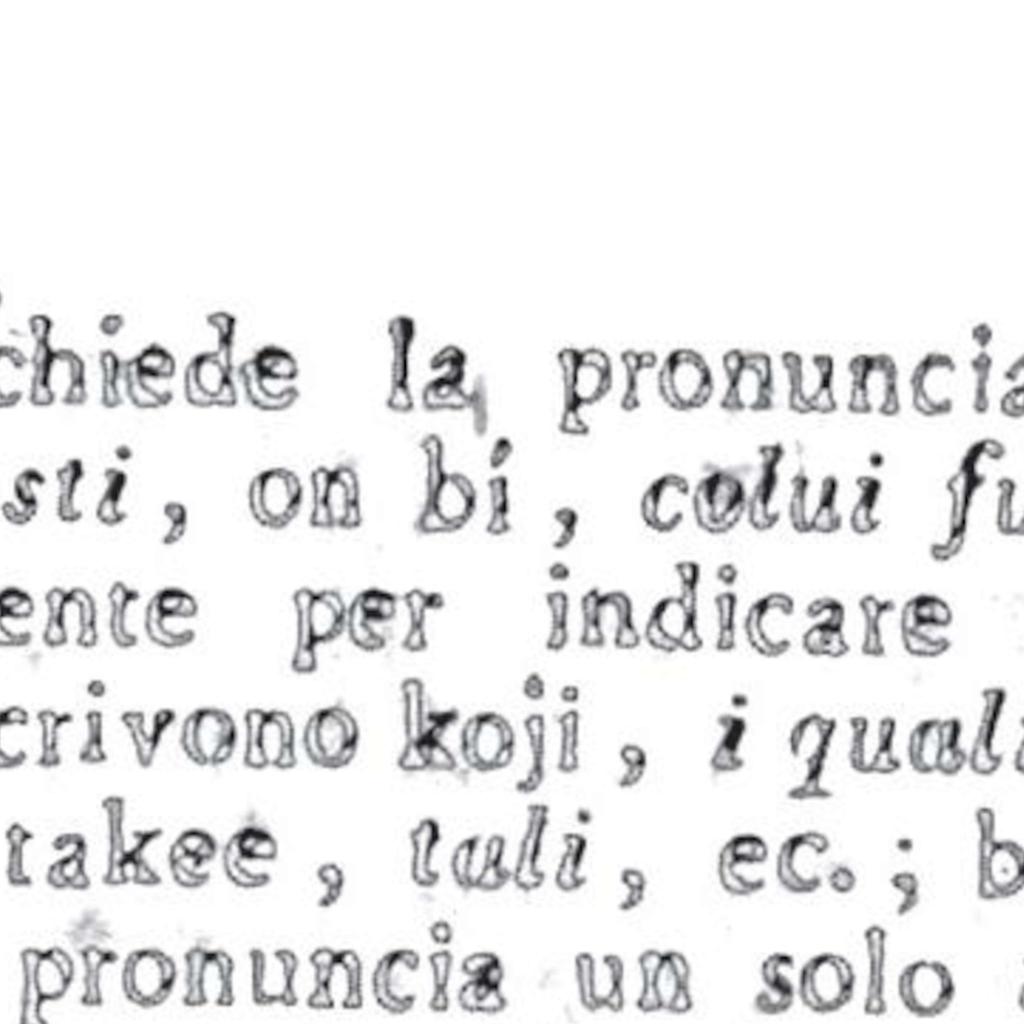 chiede la pronuncia
sti, on bí, colui fu
ente per indicare
crivono koji, i quali
takee, tali, ec.; b
pronuncia un solo